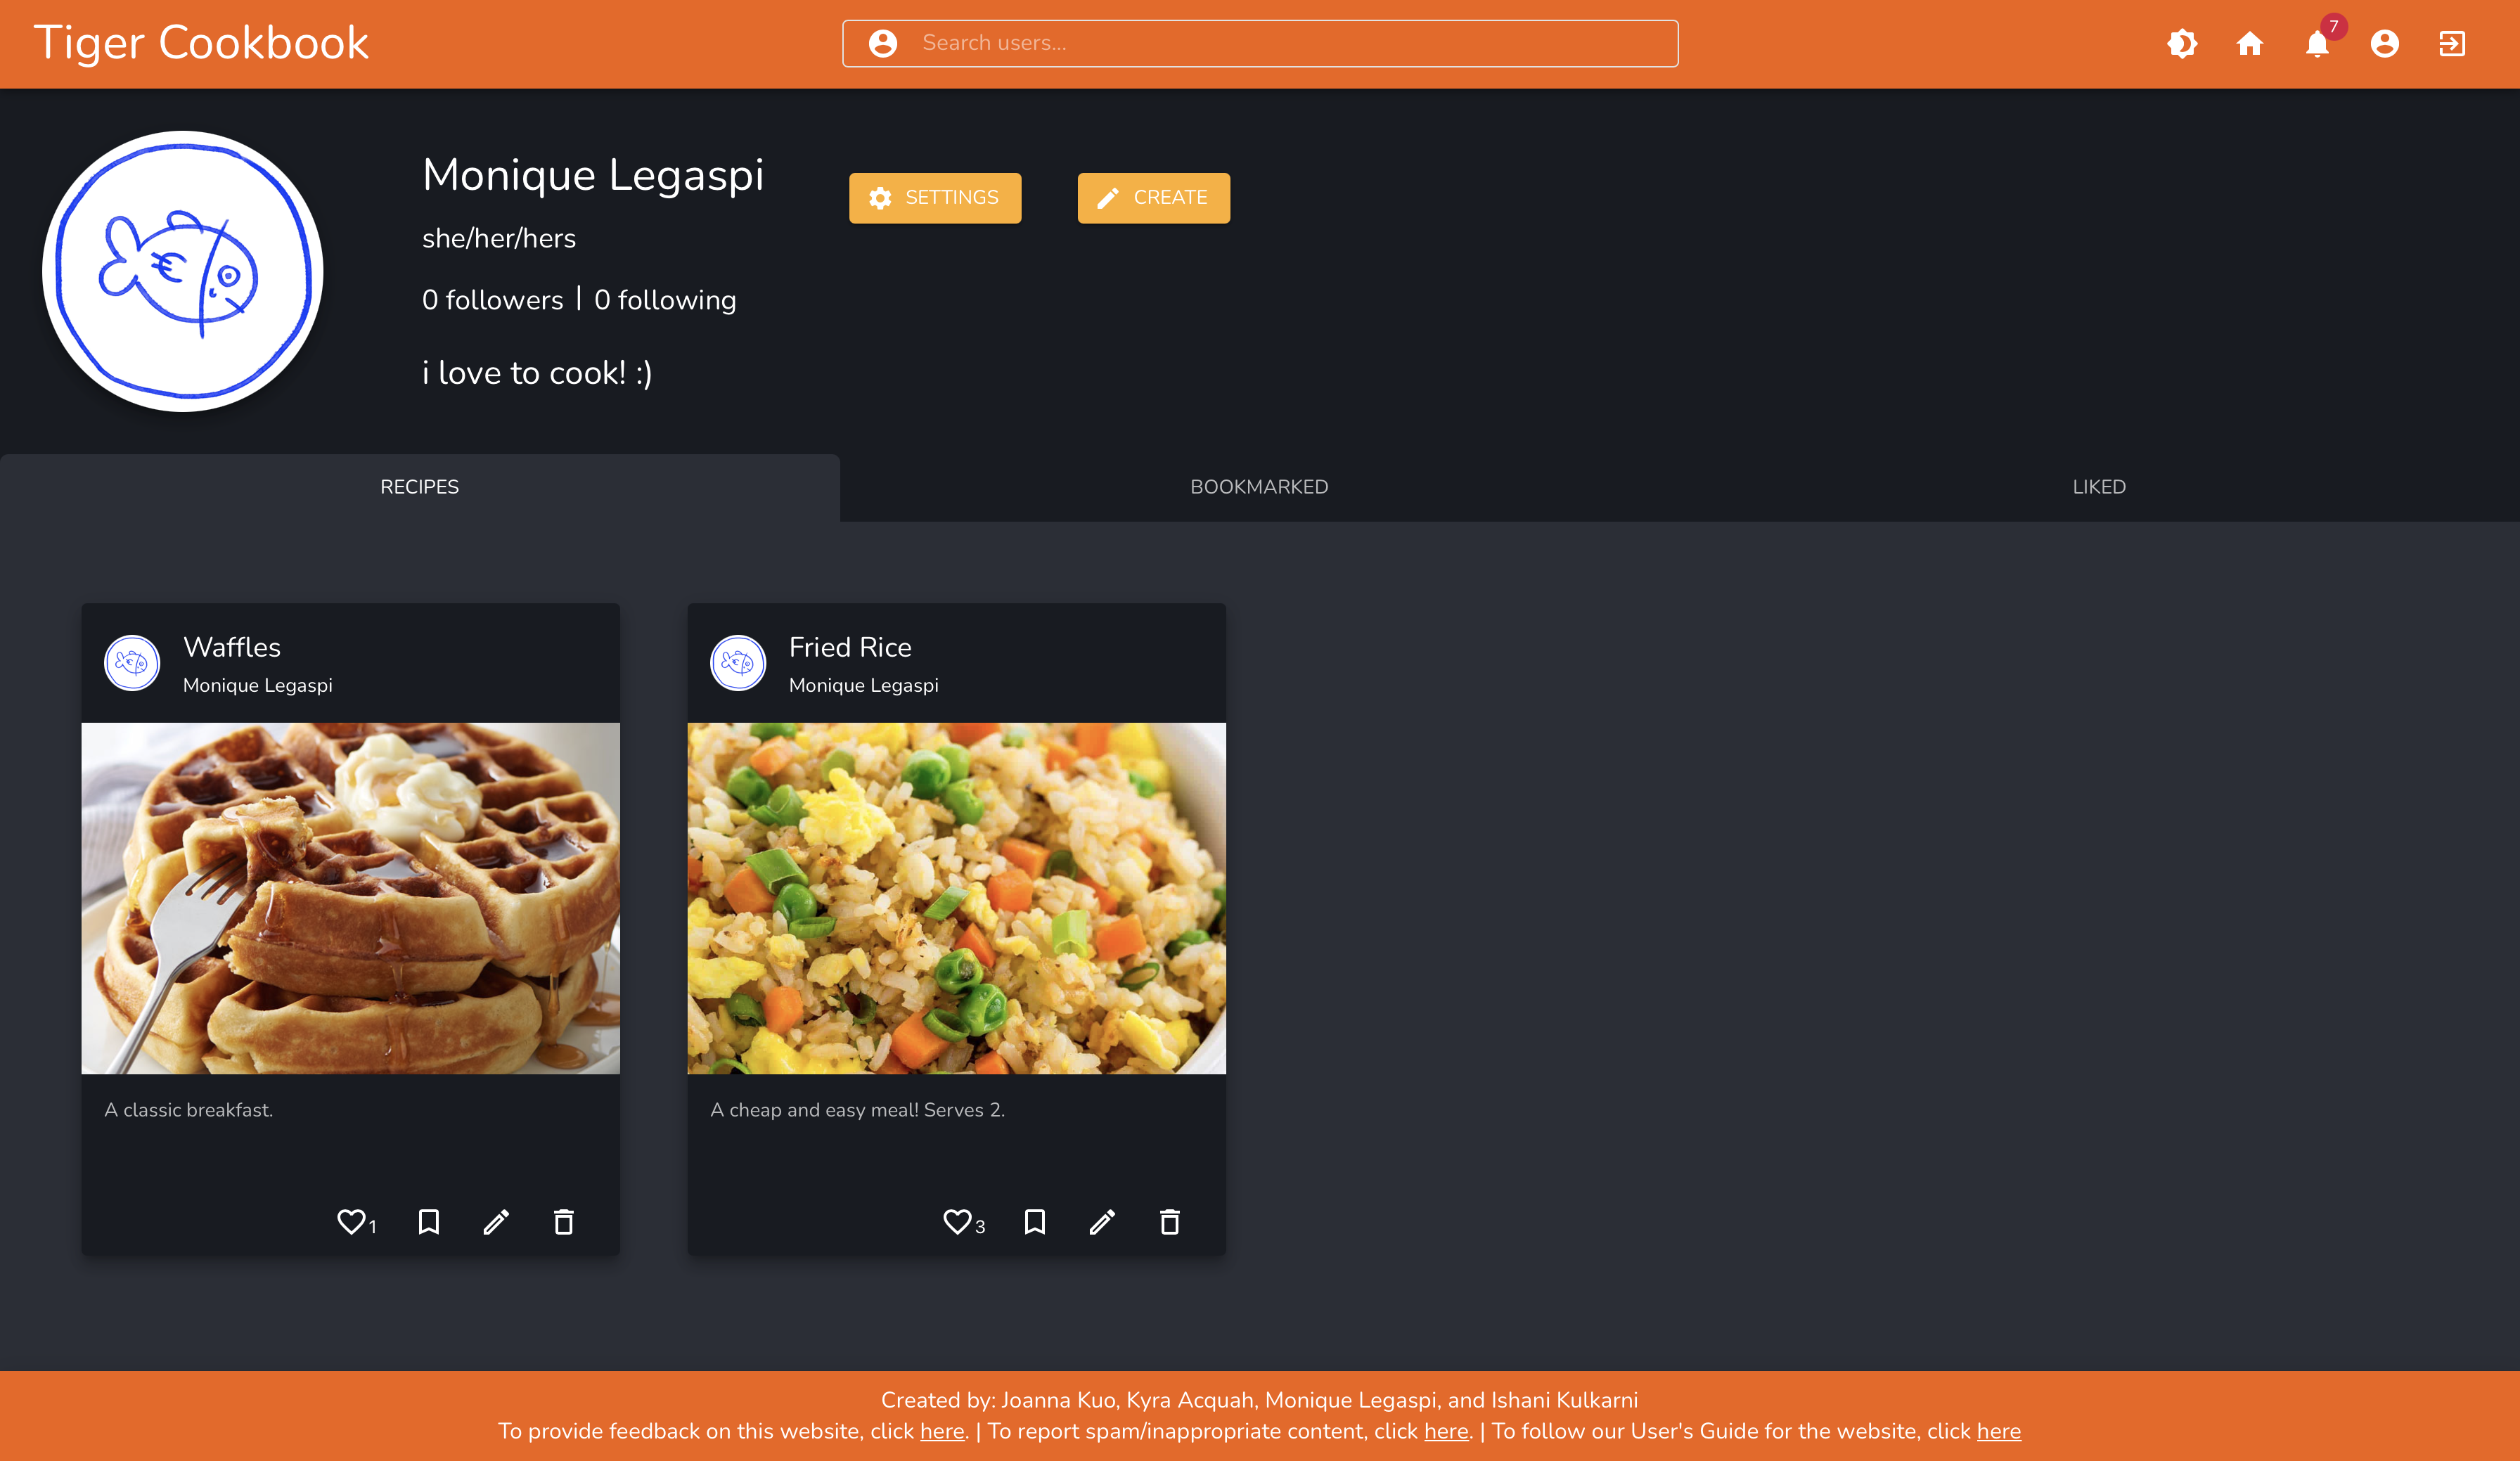 Tiger Cookbook
Search users...
7
Monique Legaspi
SETTINGS
CREATE
she/her/hers
0 followers | 0 following
i love to cook! :)
RECIPES
BOOKMARKED
LIKED
Waffles
Monique Legaspi
A classic breakfast.
1
Fried Rice
Monique Legaspi
A cheap and easy meal! Serves 2.
3
Created by: Joanna Kuo, Kyra Acquah, Monique Legaspi, and Ishani Kulkarni
To provide feedback on this website, click here. | To report spam/inappropriate content, click here. | To follow our User's Guide for the website, click here